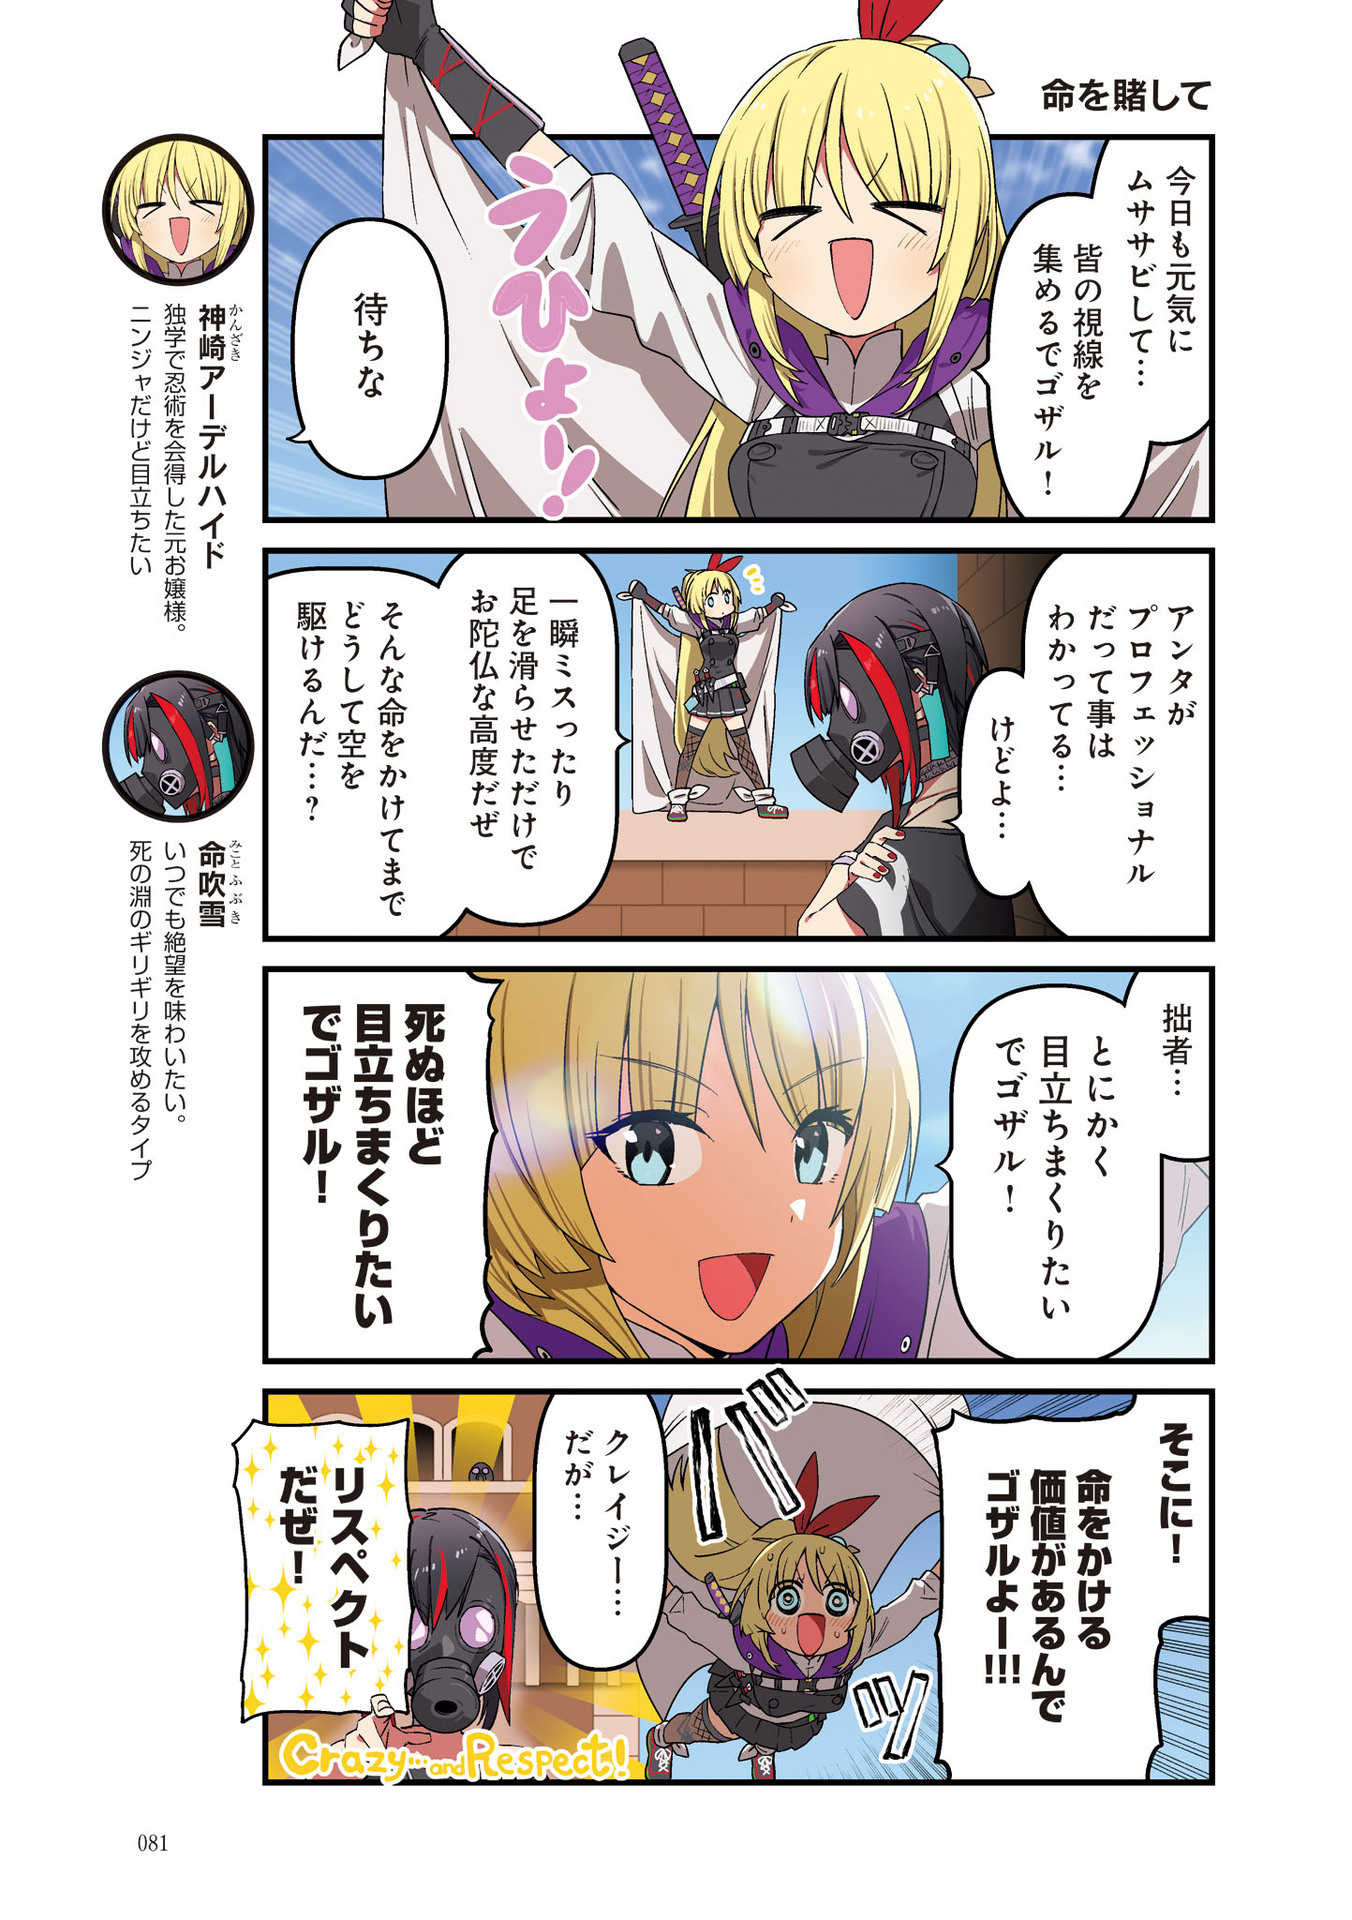 命を賭して
今日も元気に
ムササビして…
皆の視線を
集めるでゴザル！
うひょー！
待ちな
アンタが
プロフェッショナル
だって事は
わかってる…
けどよ…
一瞬ミスったり
足を滑らせただけで
お陀仏な高度だぜ
そんな命をかけてまで
どうして空を
駆けるんだ…？
拙者…
とにかく
目立ちまくりたい
でゴザル！
死ぬほど
目立ちまくりたい
でゴザル！
そこに！
命をかける
価値があるんで
ゴザルよー!!!
バッ
クレイジー…
だが…
リスペクト
だぜ！
Crazy…and Respect!
かんざき
神崎アーデルハイド
独学で忍術を会得した元お嬢様。
ニンジャだけど目立ちたい
みことふぶき
命吹雪
いつでも絶望を味わいたい。
死の淵のギリギリを攻めるタイプ
081